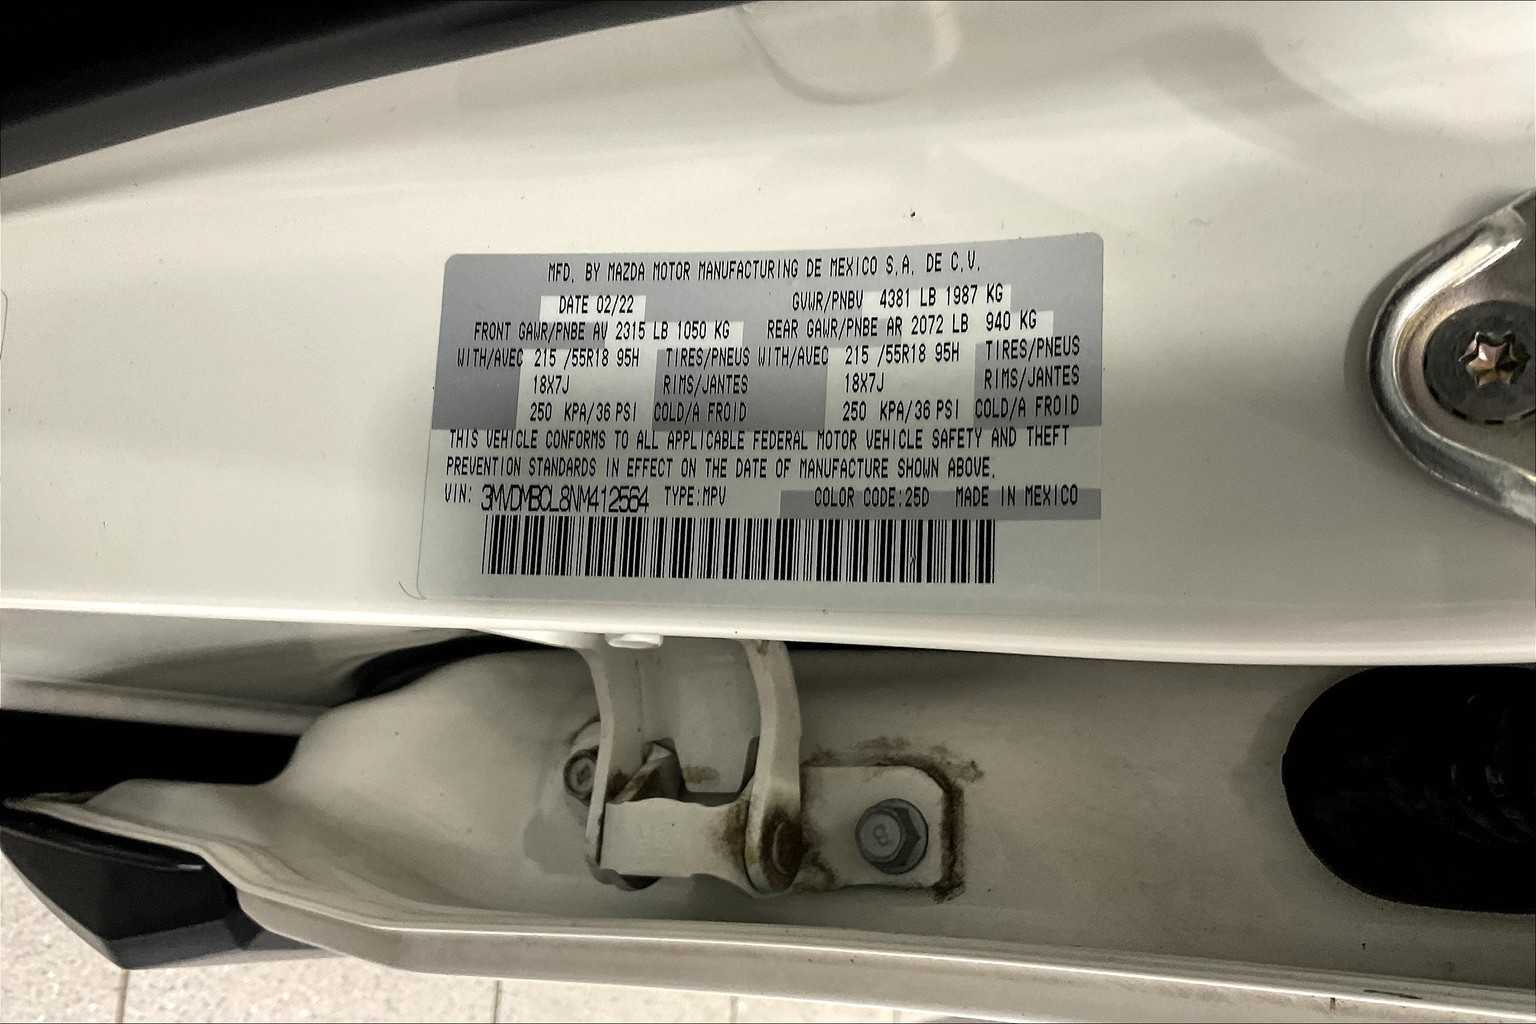 MFD. BY MAZDA MOTOR MANUFACTURING DE MEXICO S.A. DE C.V.
DATE 02/22 GVWR/PNBV 4381 LB 1987 KG
FRONT GAWR/PNBE AV 2315 LB 1050 KG REAR GAWR/PNBE AR 2072 LB 940 KG
WITH/AVEC 215 /55R18 95H TIRES/PNEUS WITH/AVEC 215 /55R18 95H TIRES/PNEUS
18X7J RIMS/JANTES 18X7J RIMS/JANTES
250 KPA/36 PSI COLD/A FROID 250 KPA/36 PSI COLD/A FROID
THIS VEHICLE CONFORMS TO ALL APPLICABLE FEDERAL MOTOR VEHICLE SAFETY AND THEFT
PREVENTION STANDARDS IN EFFECT ON THE DATE OF MANUFACTURE SHOWN ABOVE.
VIN: 3MVDMBCL8NM412564 TYPE:MPV COLOR CODE:25D MADE IN MEXICO
8